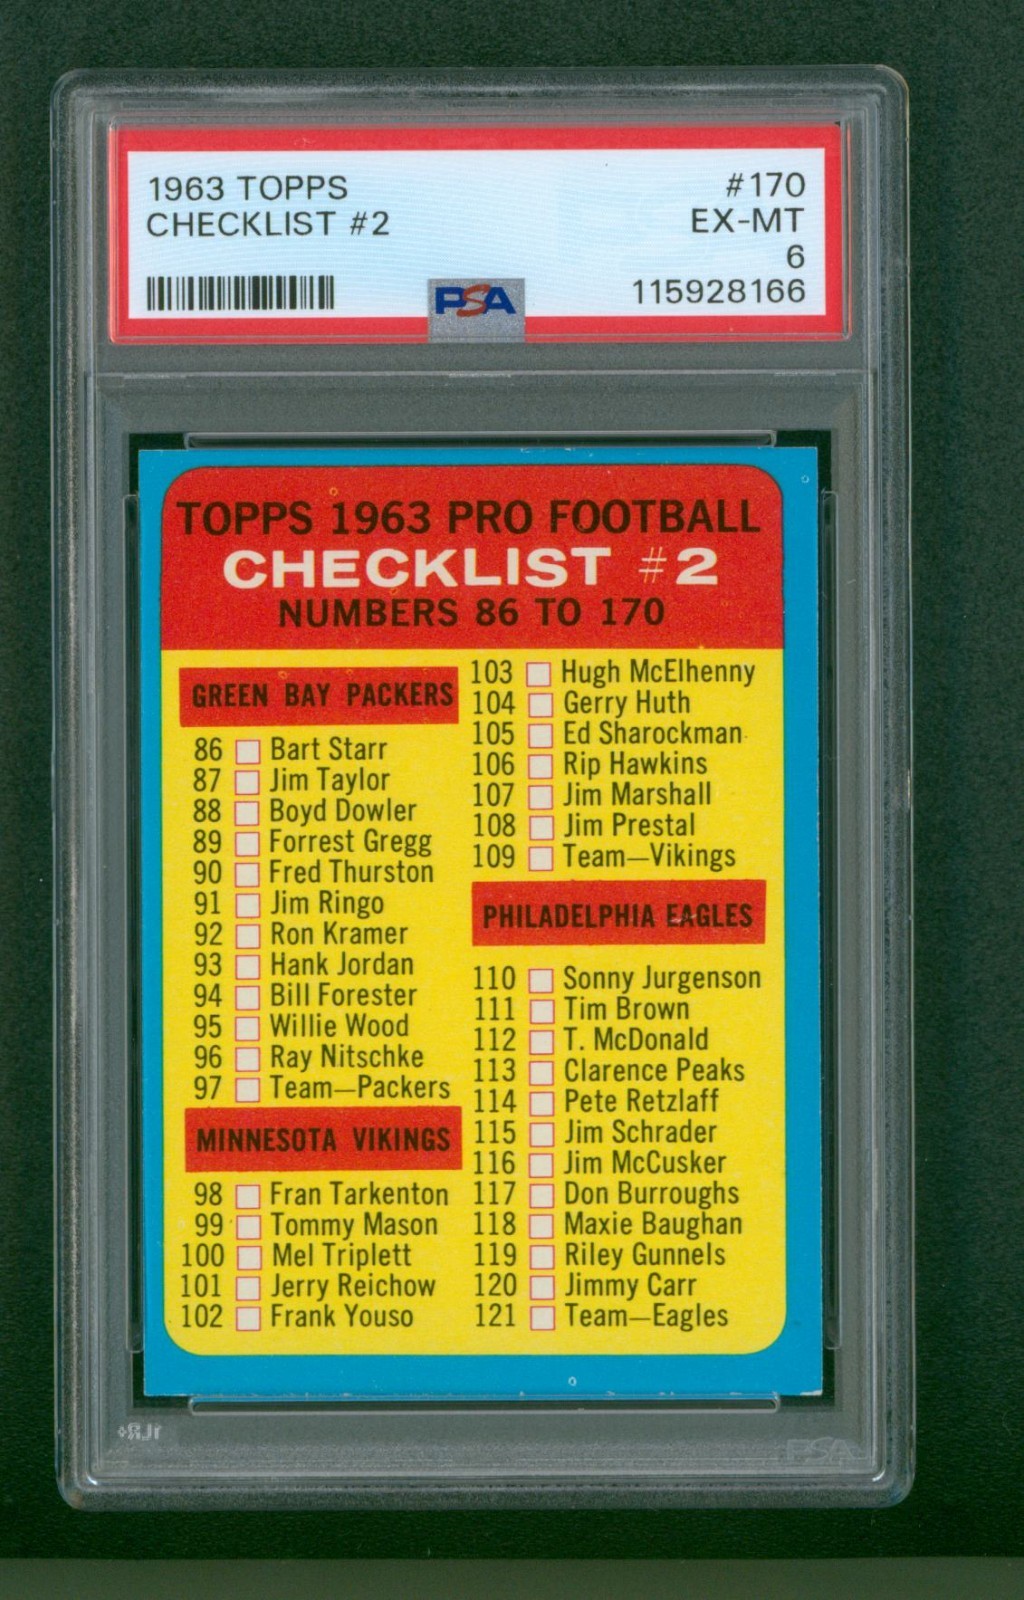 1963 TOPPS #170
CHECKLIST #2 EX-MT
6
115928166
PSA
TOPPS 1963 PRO FOOTBALL
CHECKLIST #2
NUMBERS 86 TO 170
GREEN BAY PACKERS
86 Bart Starr
87 Jim Taylor
88 Boyd Dowler
89 Forrest Gregg
90 Fred Thurston
91 Jim Ringo
92 Ron Kramer
93 Hank Jordan
94 Bill Forester
95 Willie Wood
96 Ray Nitschke
97 Team—Packers
MINNESOTA VIKINGS
98 Fran Tarkenton
99 Tommy Mason
100 Mel Triplett
101 Jerry Reichow
102 Frank Youso
103 Hugh McElhenny
104 Gerry Huth
105 Ed Sharockman
106 Rip Hawkins
107 Jim Marshall
108 Jim Prestal
109 Team—Vikings
PHILADELPHIA EAGLES
110 Sonny Jurgenson
111 Tim Brown
112 T. McDonald
113 Clarence Peaks
114 Pete Retzlaff
115 Jim Schrader
116 Jim McCusker
117 Don Burroughs
118 Maxie Baughan
119 Riley Gunnels
120 Jimmy Carr
121 Team—Eagles
PSA